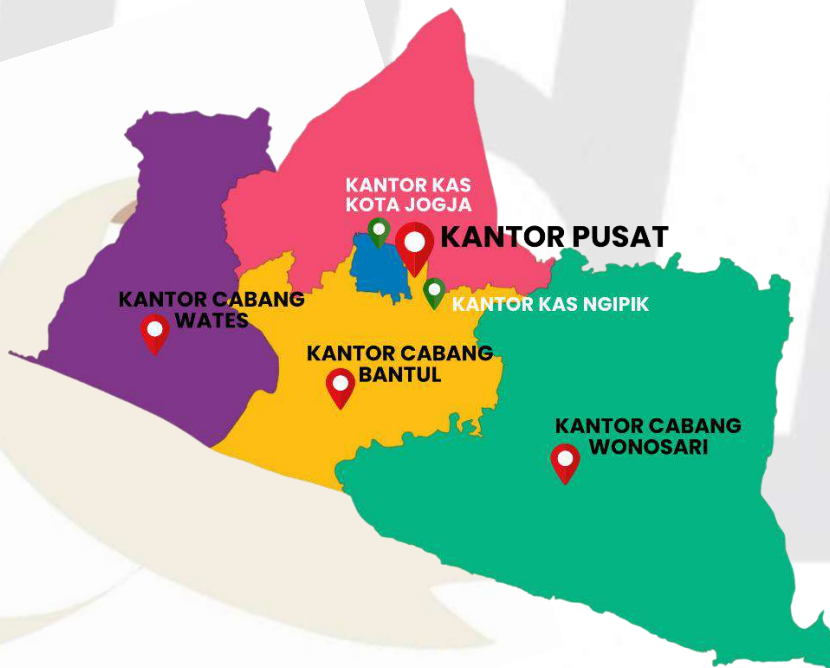 KANTOR KAS
KOTA JOGJA
KANTOR PUSAT
KANTOR CABANG
WATES
KANTOR KAS NGIPIK
KANTOR CABANG
BANTUL
KANTOR CABANG
WONOSARI